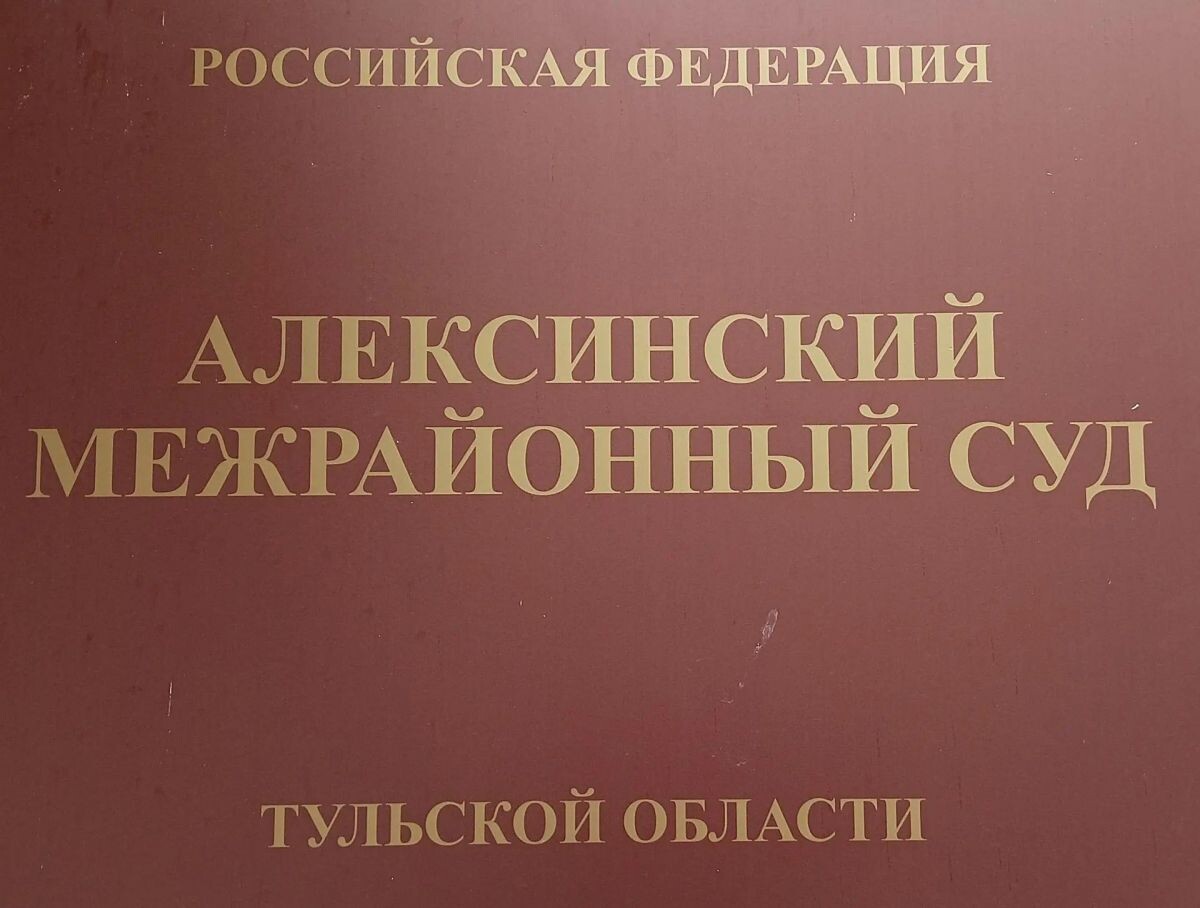 РОССИЙСКАЯ ФЕДЕРАЦИЯ
АЛЕКСИНСКИЙ
МЕЖРАЙОННЫЙ СУД
ТУЛЬСКОЙ ОБЛАСТИ